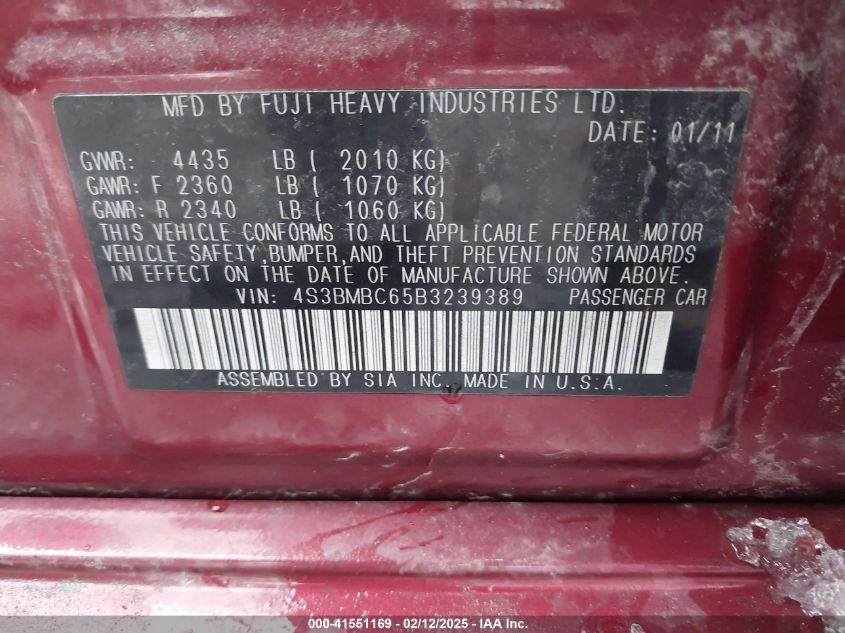 MFD BY FUJI HEAVY INDUSTRIES LTD.
DATE: 01/11
GVWR: 4435 LB ( 2010 KG)
GAWR: F 2360 LB ( 1070 KG)
GAWR: R 2340 LB ( 1060 KG)
THIS VEHICLE CONFORMS TO ALL APPLICABLE FEDERAL MOTOR
VEHICLE SAFETY,BUMPER,AND THEFT PREVENTION STANDARDS
IN EFFECT ON THE DATE OF MANUFACTURE SHOWN ABOVE.
VIN: 4S3BMBC65B3239389 PASSENGER CAR
ASSEMBLED BY SIA INC. MADE IN U.S.A.
000-41551169 - 02/12/2025 - IAA Inc.